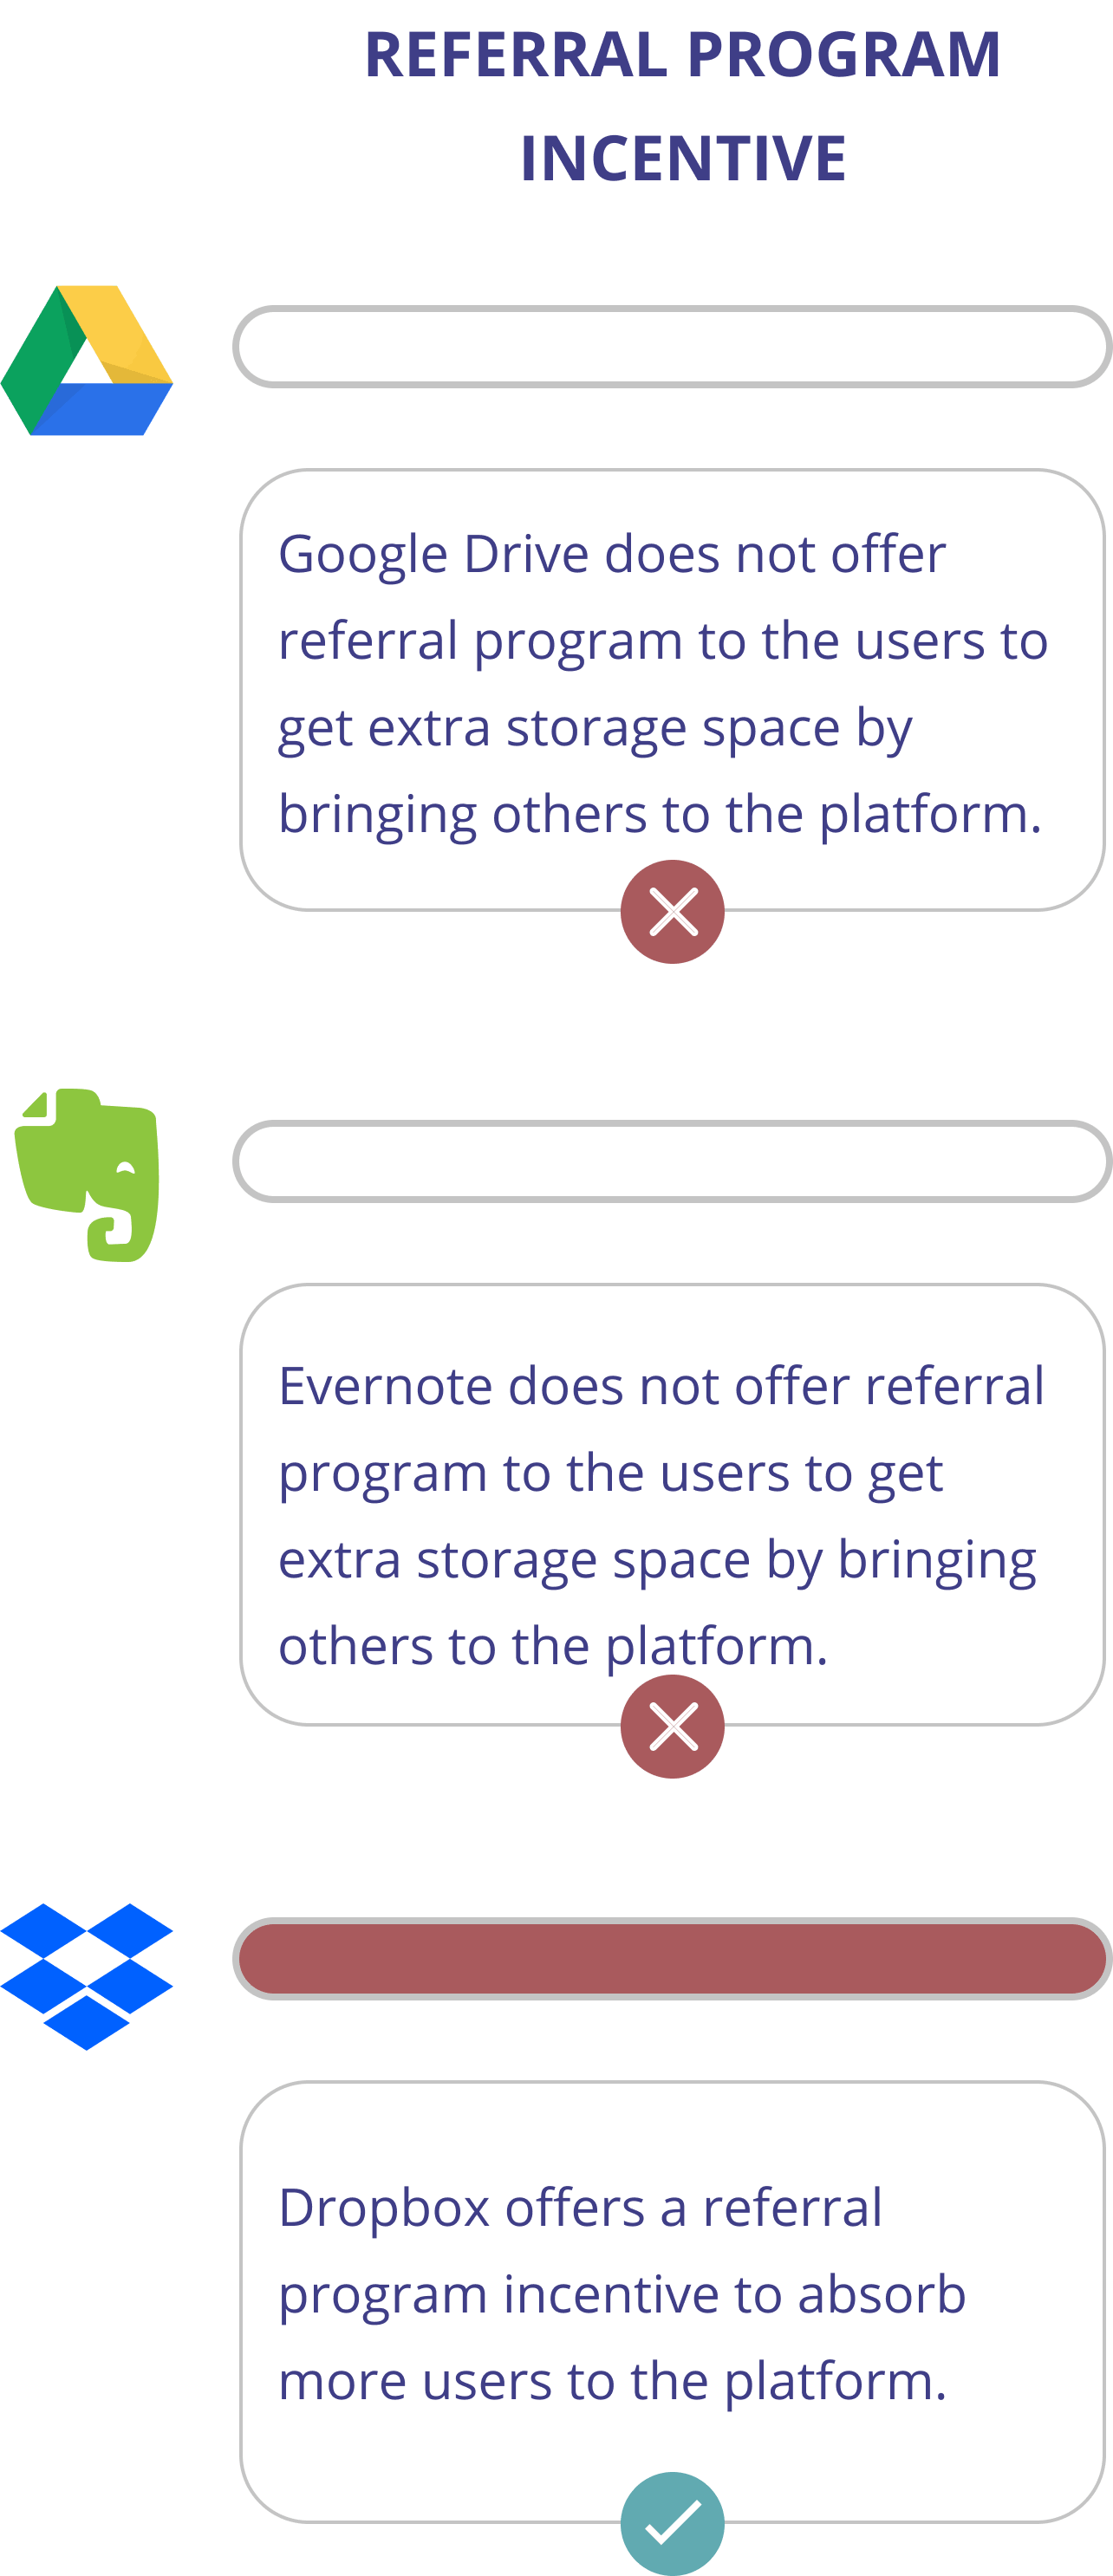 REFERRAL PROGRAM
INCENTIVE
Google Drive does not offer
referral program to the users to
get extra storage space by
bringing others to the platform.
Evernote does not offer referral
program to the users to get
extra storage space by bringing
others to the platform.
Dropbox offers a referral
program incentive to absorb
more users to the platform.